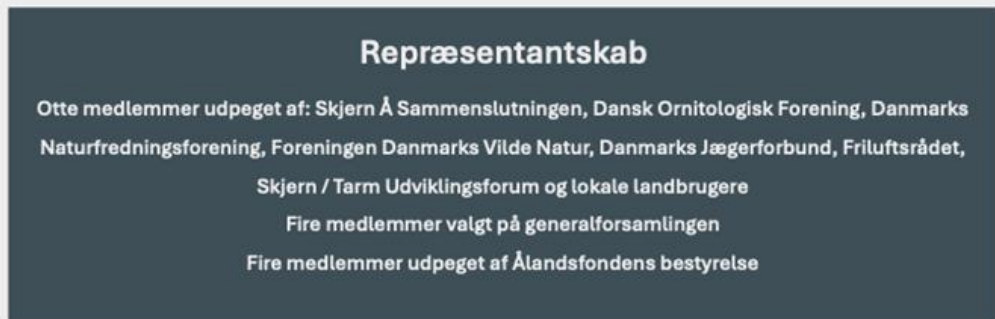 Repræsentantskab
Otte medlemmer udpeget af: Skjern Å Sammenslutningen, Dansk Ornitologisk Forening, Danmarks
Naturfredningsforening, Foreningen Danmarks Vilde Natur, Danmarks Jægerforbund, Friluftsrådet,
Skjern / Tarm Udviklingsforum og lokale landbrugere
Fire medlemmer valgt på generalforsamlingen
Fire medlemmer udpeget af Ålandsfondens bestyrelse